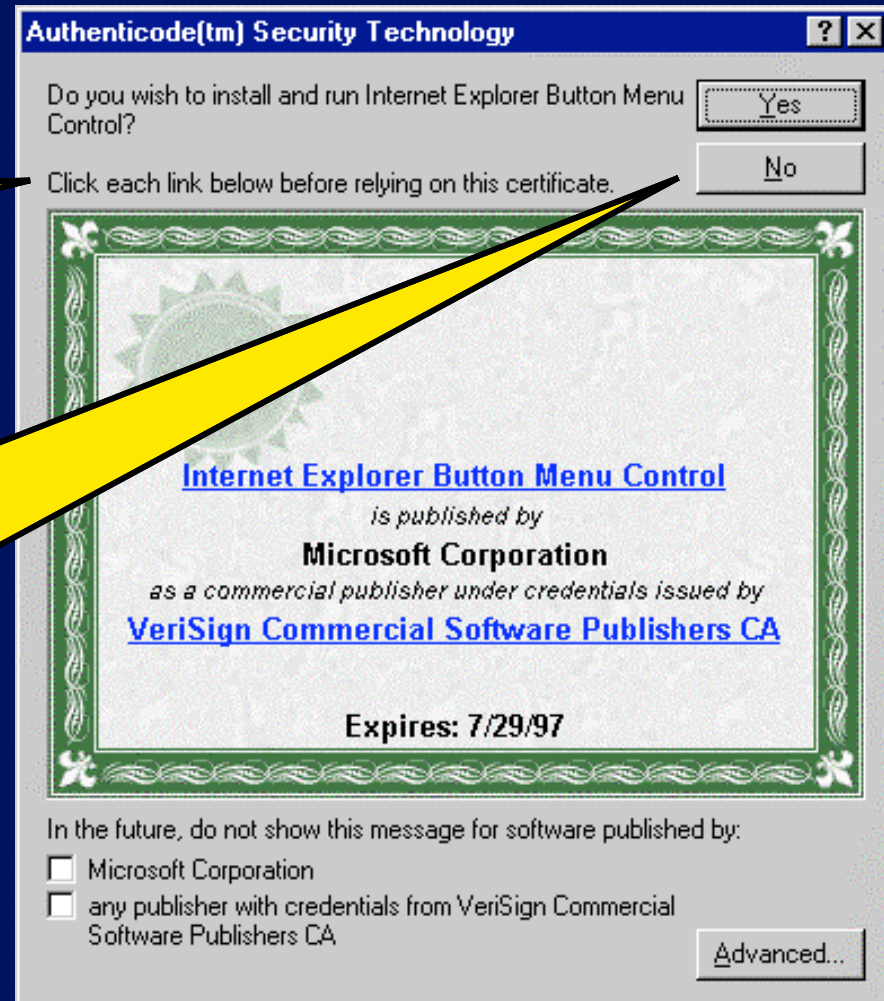 Authenticode(tm) Security Technology
? X
Do you wish to install and run Internet Explorer Button Menu
Control?
Yes
No
Click each link below before relying on this certificate.
Internet Explorer Button Menu Control
is published by
Microsoft Corporation
as a commercial publisher under credentials issued by
VeriSign Commercial Software Publishers CA
Expires: 7/29/97
In the future, do not show this message for software published by:
Microsoft Corporation
any publisher with credentials from VeriSign Commercial
Software Publishers CA
Advanced...